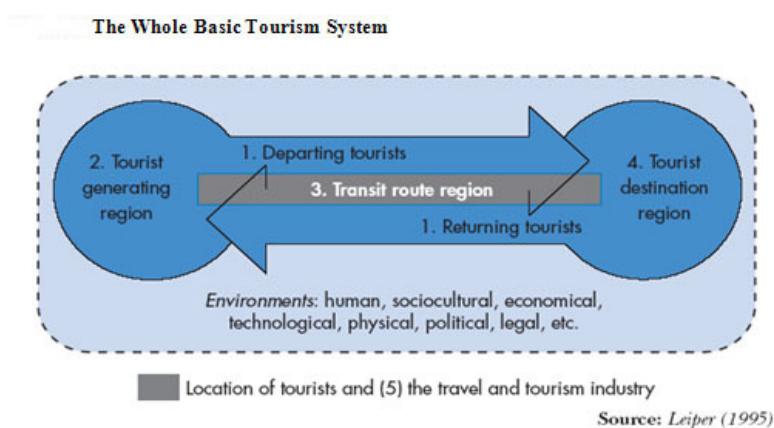 The Whole Basic Tourism System
1. Departing tourists
2. Tourist
generating
region
3. Transit route region
4. Tourist
destination
region
1. Returning tourists
Environments: human, sociocultural, economical,
technological, physical, political, legal, etc.
Location of tourists and (5) the travel and tourism industry
Source: Leiper (1995)